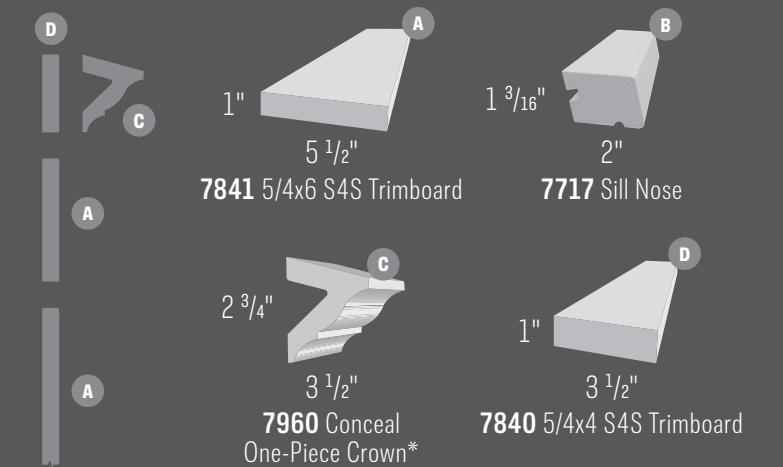 D
A
B
C
1"
1 3/16"
5 1/2"
2"
7841 5/4x6 S4S Trimboard
7717 Sill Nose
A
C
D
2 3/4"
1"
A
3 1/2"
3 1/2"
7960 Conceal
One-Piece Crown*
7840 5/4x4 S4S Trimboard